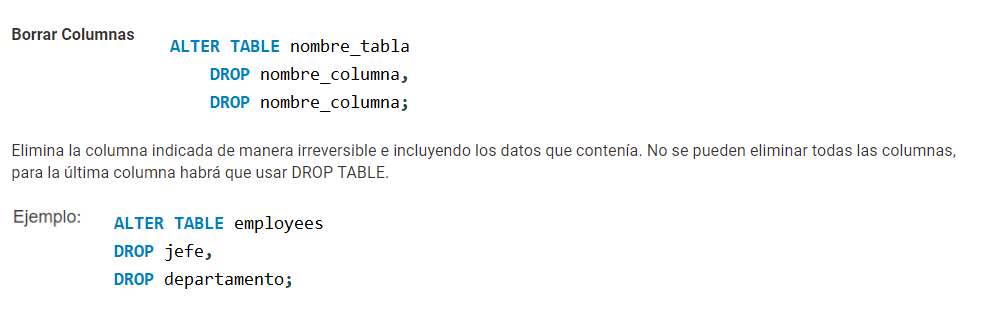 Borrar Columnas
ALTER TABLE nombre_tabla
DROP nombre_columna,
DROP nombre_columna;
Elimina la columna indicada de manera irreversible e incluyendo los datos que contenía. No se pueden eliminar todas las columnas,
para la última columna habrá que usar DROP TABLE.
Ejemplo:
ALTER TABLE employees
DROP jefe,
DROP departamento;